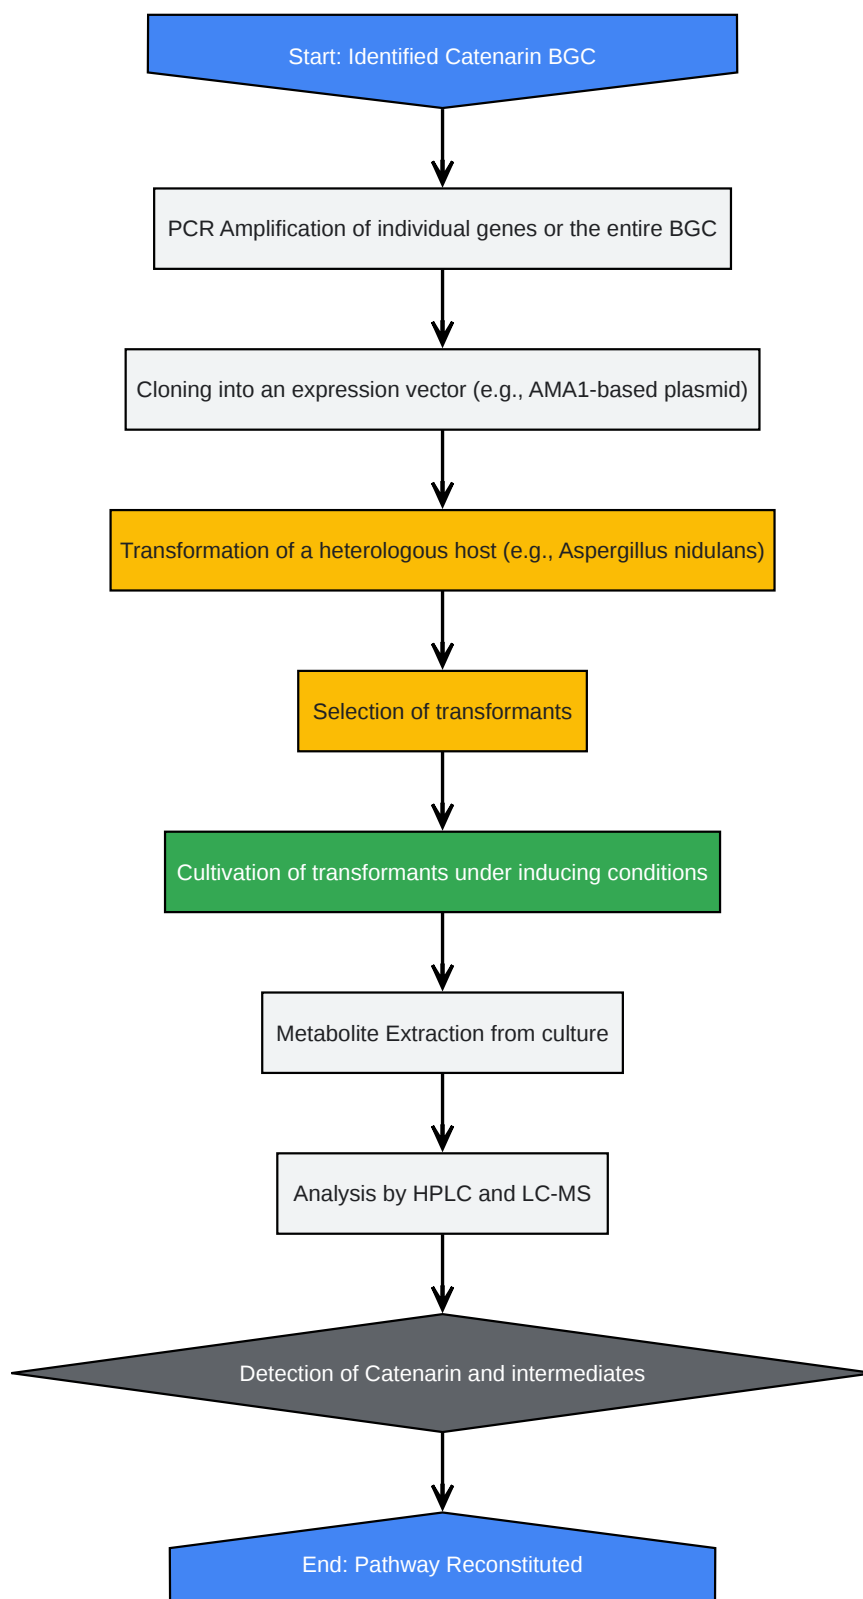 Start: Identified Catenarin BGC
PCR Amplification of individual genes or the entire BGC
Cloning into an expression vector (e.g., AMA1-based plasmid)
Transformation of a heterologous host (e.g., Aspergillus nidulans)
Selection of transformants
Cultivation of transformants under inducing conditions
Metabolite Extraction from culture
Analysis by HPLC and LC-MS
Detection of Catenarin and intermediates
End: Pathway Reconstituted